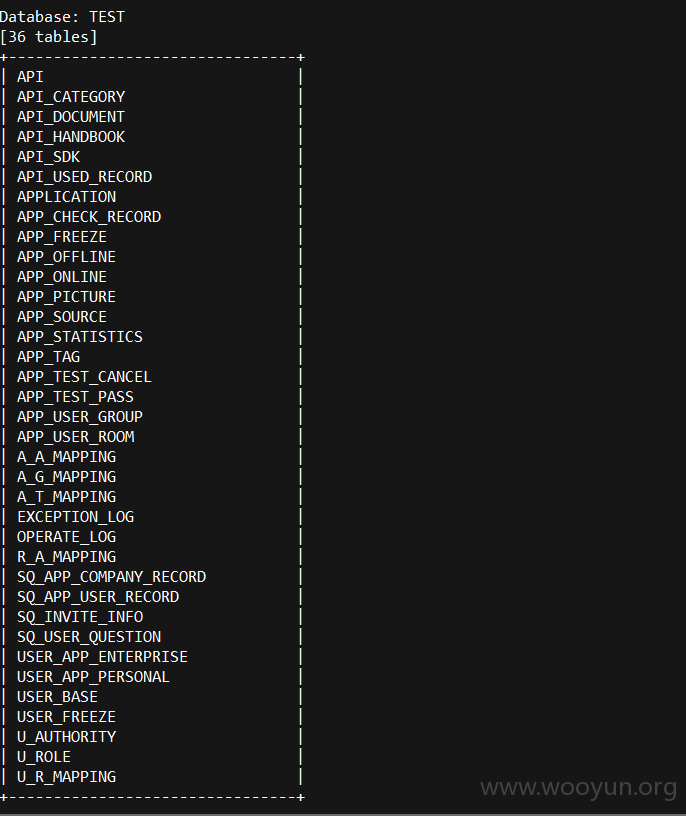 Database: TEST
[36 tables]
+--------------------------------+
| API |
| API_CATEGORY |
| API_DOCUMENT |
| API_HANDBOOK |
| API_SDK |
| API_USED_RECORD |
| APPLICATION |
| APP_CHECK_RECORD |
| APP_FREEZE |
| APP_OFFLINE |
| APP_ONLINE |
| APP_PICTURE |
| APP_SOURCE |
| APP_STATISTICS |
| APP_TAG |
| APP_TEST_CANCEL |
| APP_TEST_PASS |
| APP_USER_GROUP |
| APP_USER_ROOM |
| A_A_MAPPING |
| A_G_MAPPING |
| A_T_MAPPING |
| EXCEPTION_LOG |
| OPERATE_LOG |
| R_A_MAPPING |
| SQ_APP_COMPANY_RECORD |
| SQ_APP_USER_RECORD |
| SQ_INVITE_INFO |
| SQ_USER_QUESTION |
| USER_APP_ENTERPRISE |
| USER_APP_PERSONAL |
| USER_BASE |
| USER_FREEZE |
| U_AUTHORITY |
| U_ROLE |
| U_R_MAPPING |
+--------------------------------+
www.wooyun.org